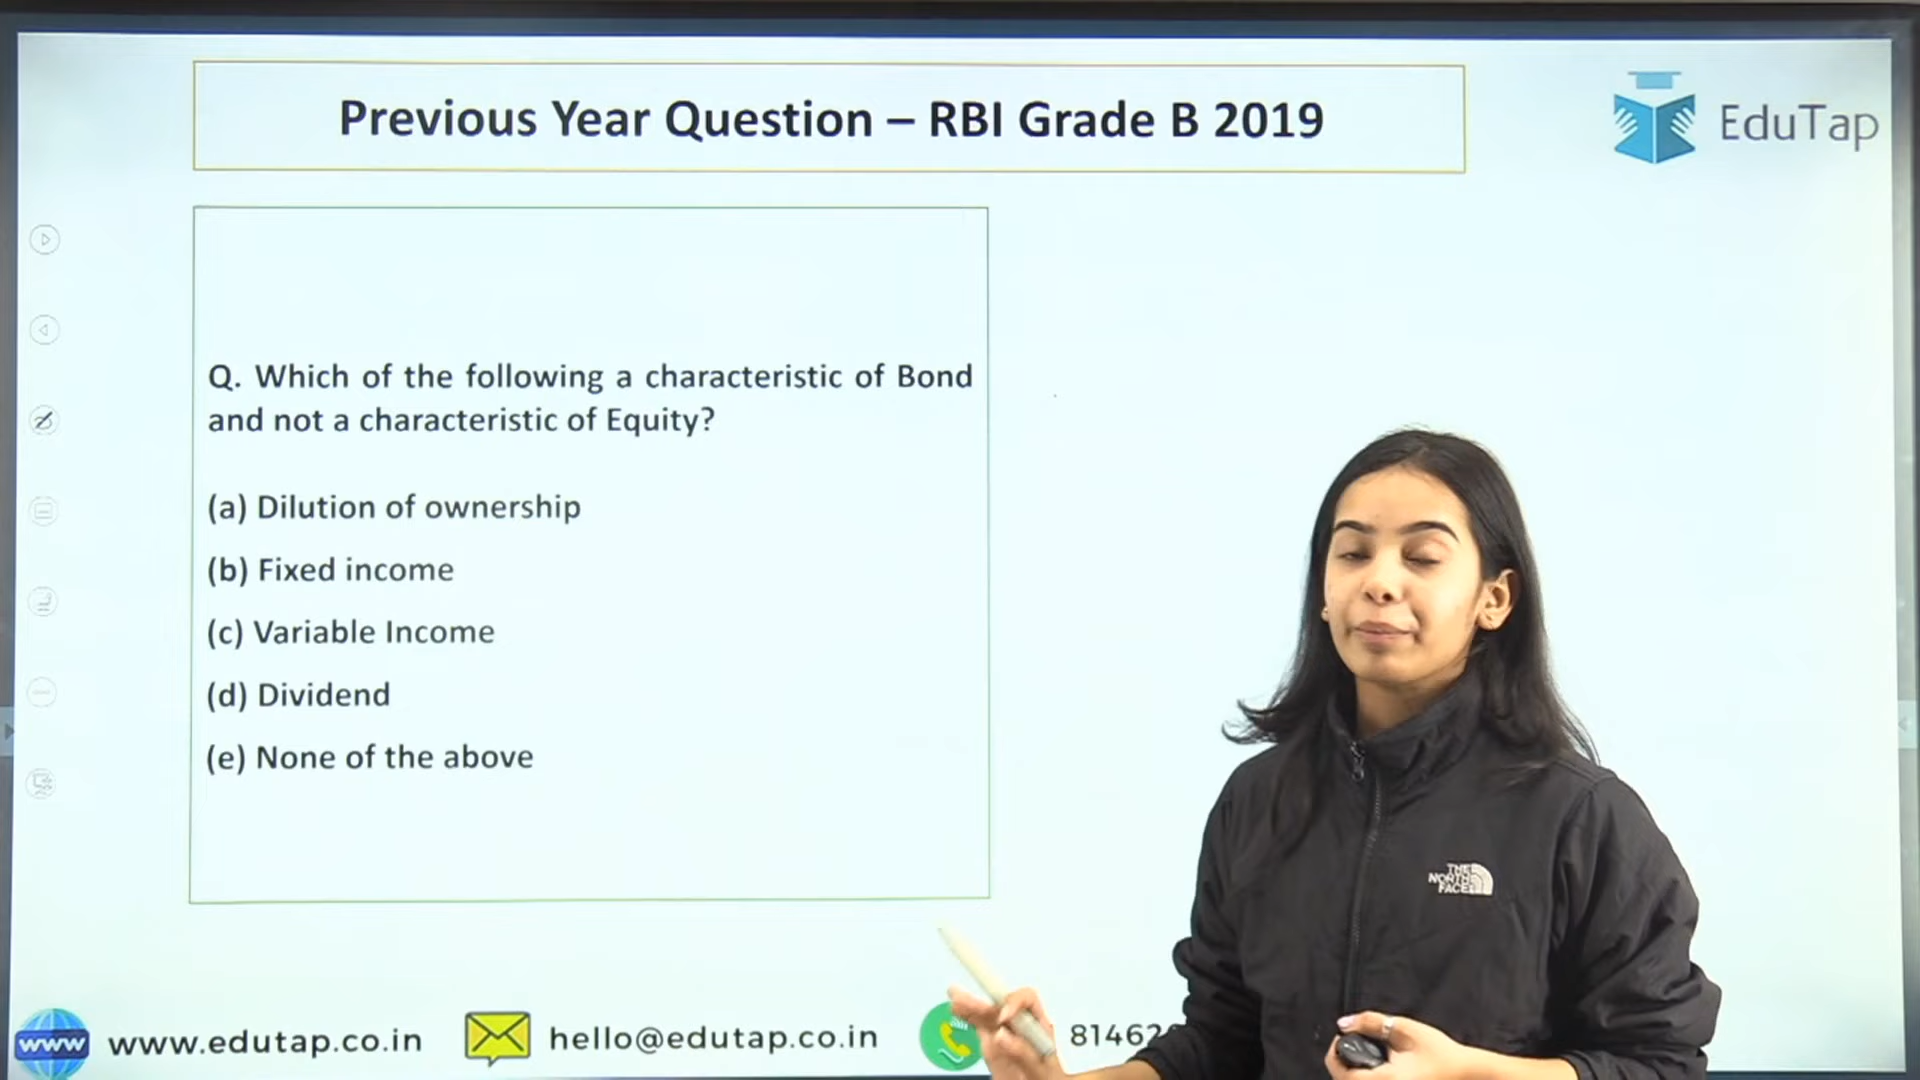 Previous Year Question – RBI Grade B 2019
EduTap
Q. Which of the following a characteristic of Bond
and not a characteristic of Equity?
(a) Dilution of ownership
(b) Fixed income
(c) Variable Income
(d) Dividend
(e) None of the above
THE
NORTH
FACE
www www.edutap.co.in
hello@edutap.co.in